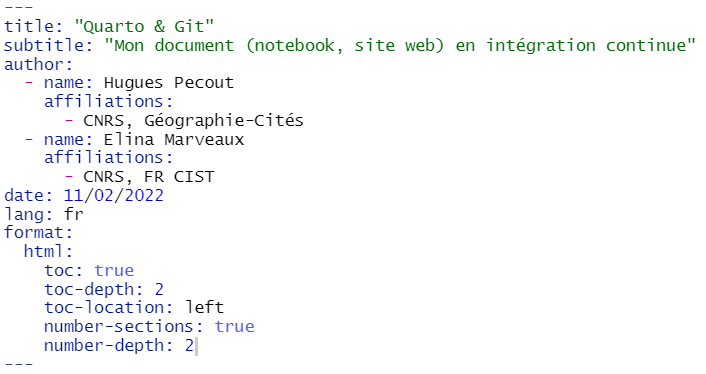 ---
title: "Quarto & Git"
subtitle: "Mon document (notebook, site web) en intégration continue"
author:
  - name: Hugues Pecout
    affiliations:
      - CNRS, Géographie-Cités
  - name: Elina Marveaux
    affiliations:
      - CNRS, FR CIST
date: 11/02/2022
lang: fr
format:
  html:
    toc: true
    toc-depth: 2
    toc-location: left
    number-sections: true
    number-depth: 2
---